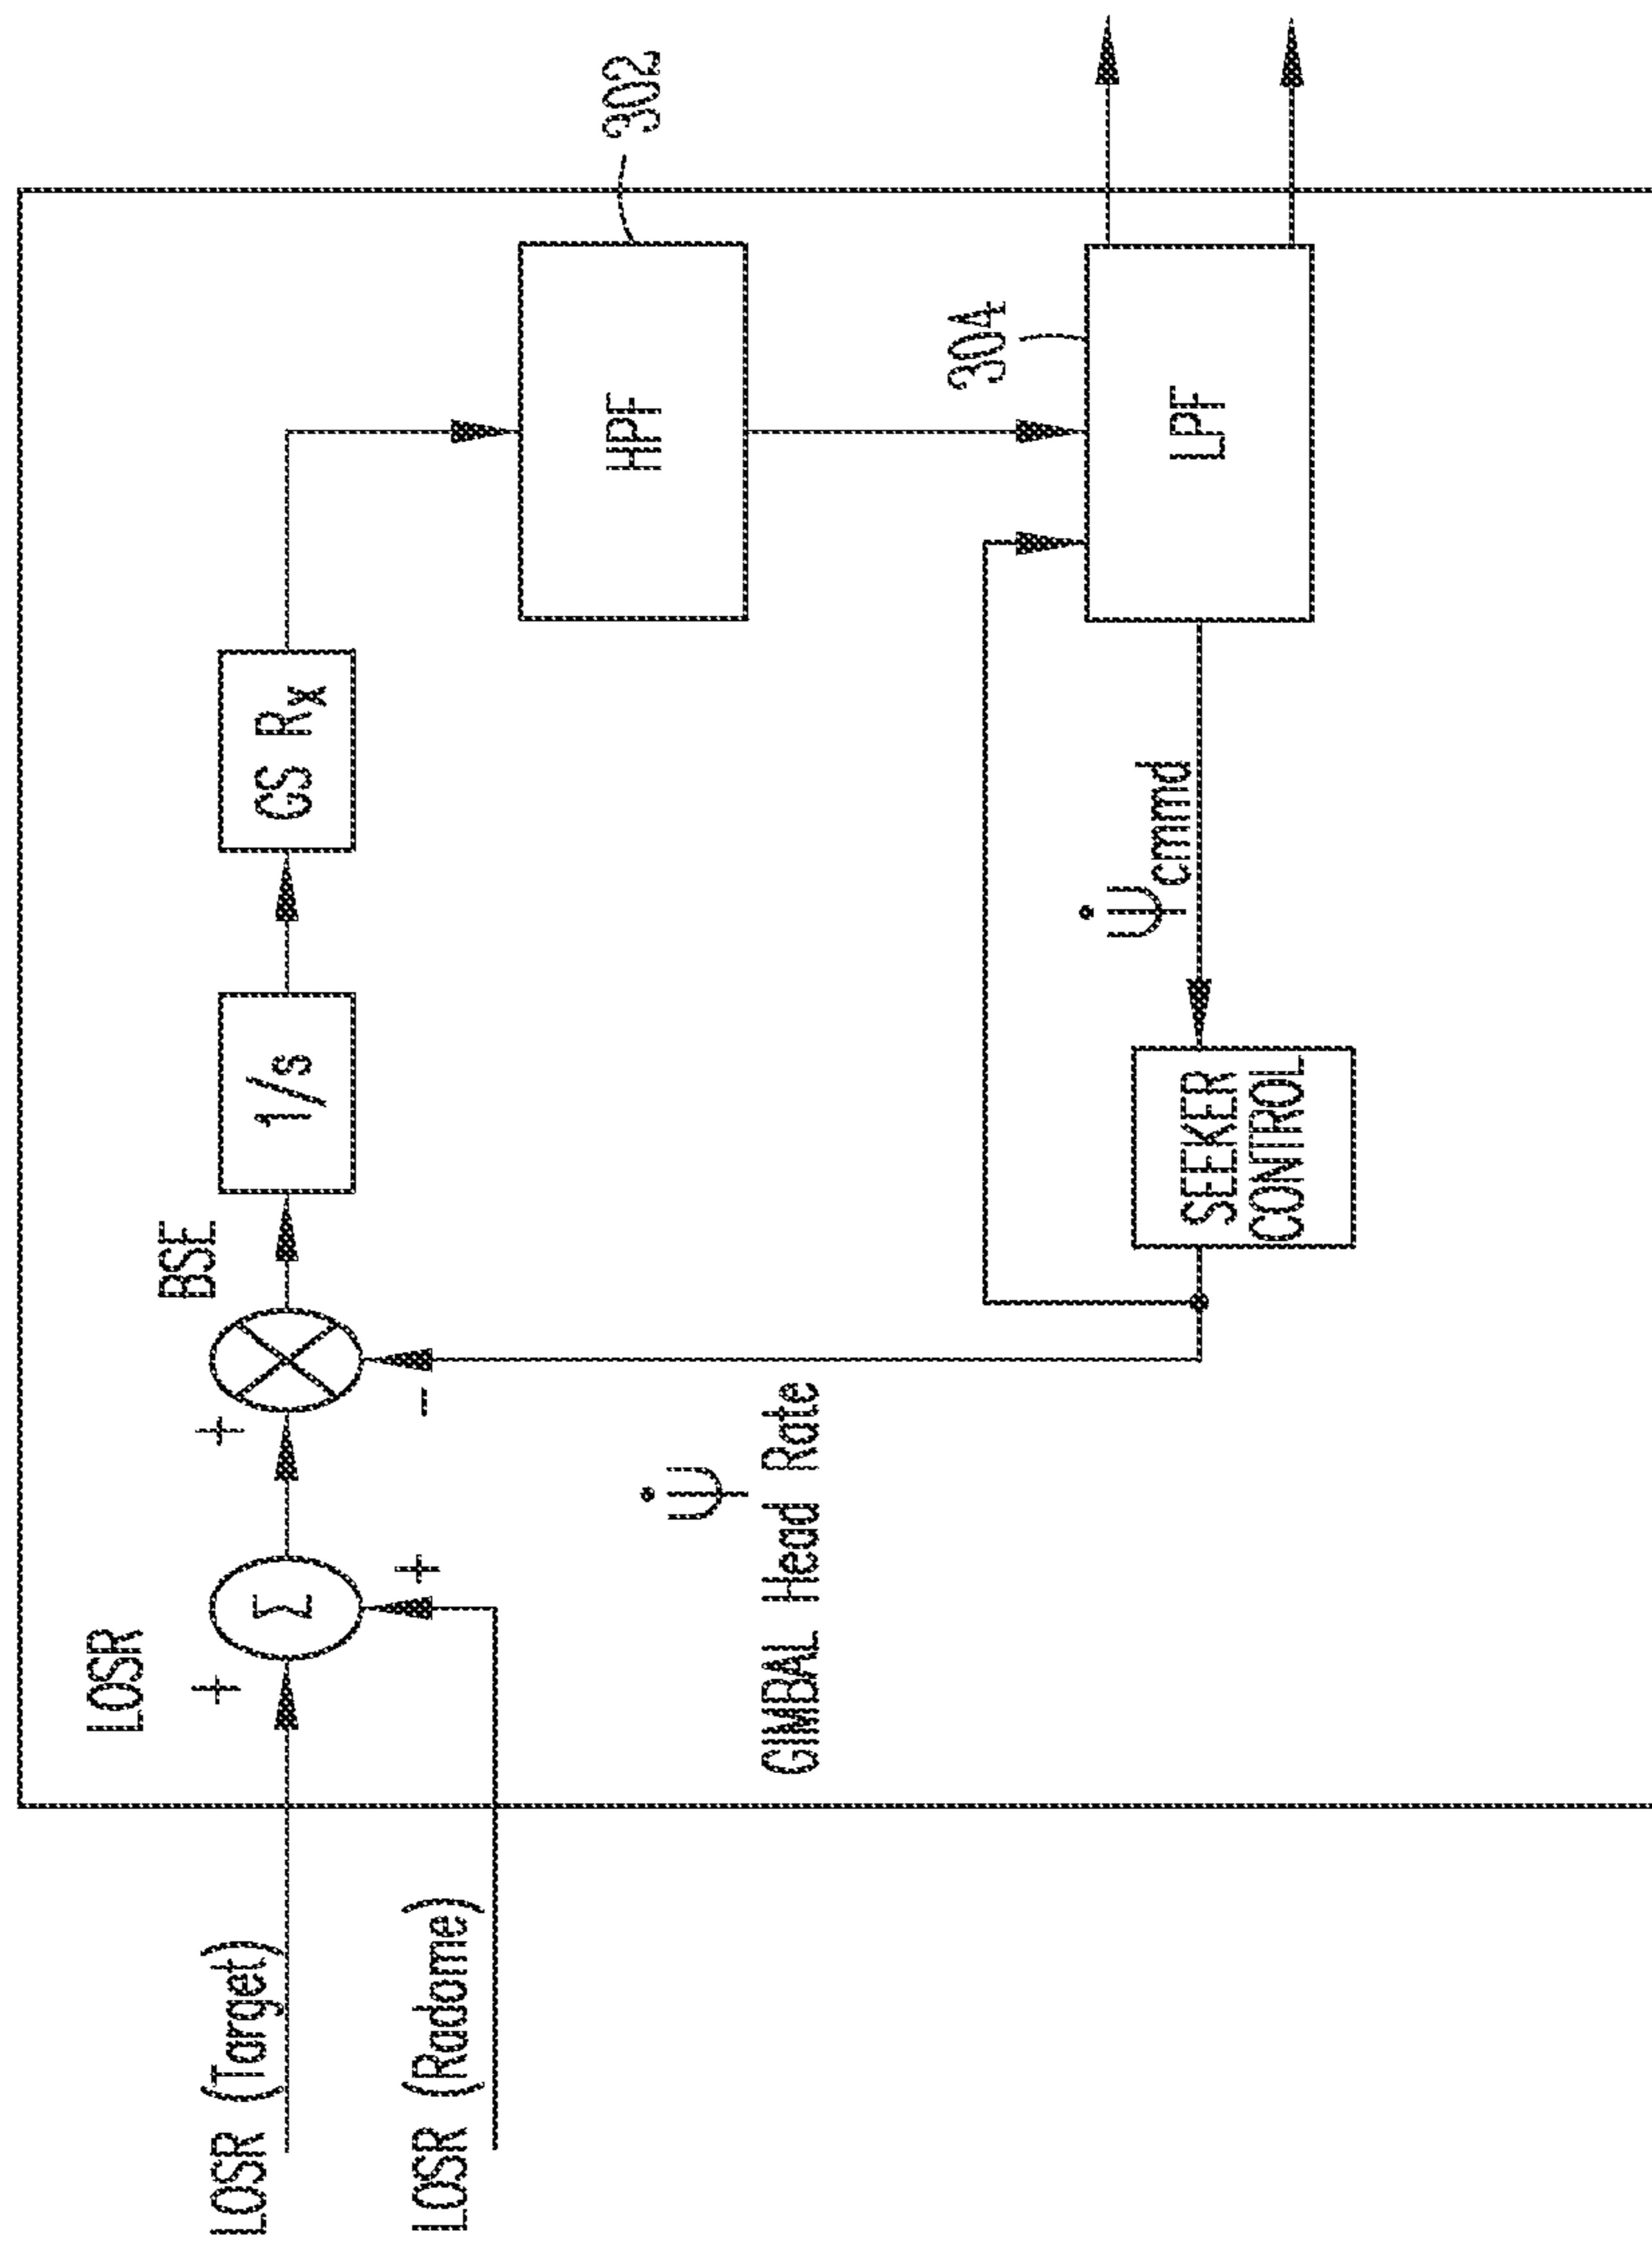 LOSR (Target)
LOSR (Radome)
LOSR
+
Σ
+
+
BSE
-
ψ̇
GIMBAL Head Rate
1/s
GS Rx
HPF
302
304
LPF
ψ̇cmmd
SEEKER
CONTROL